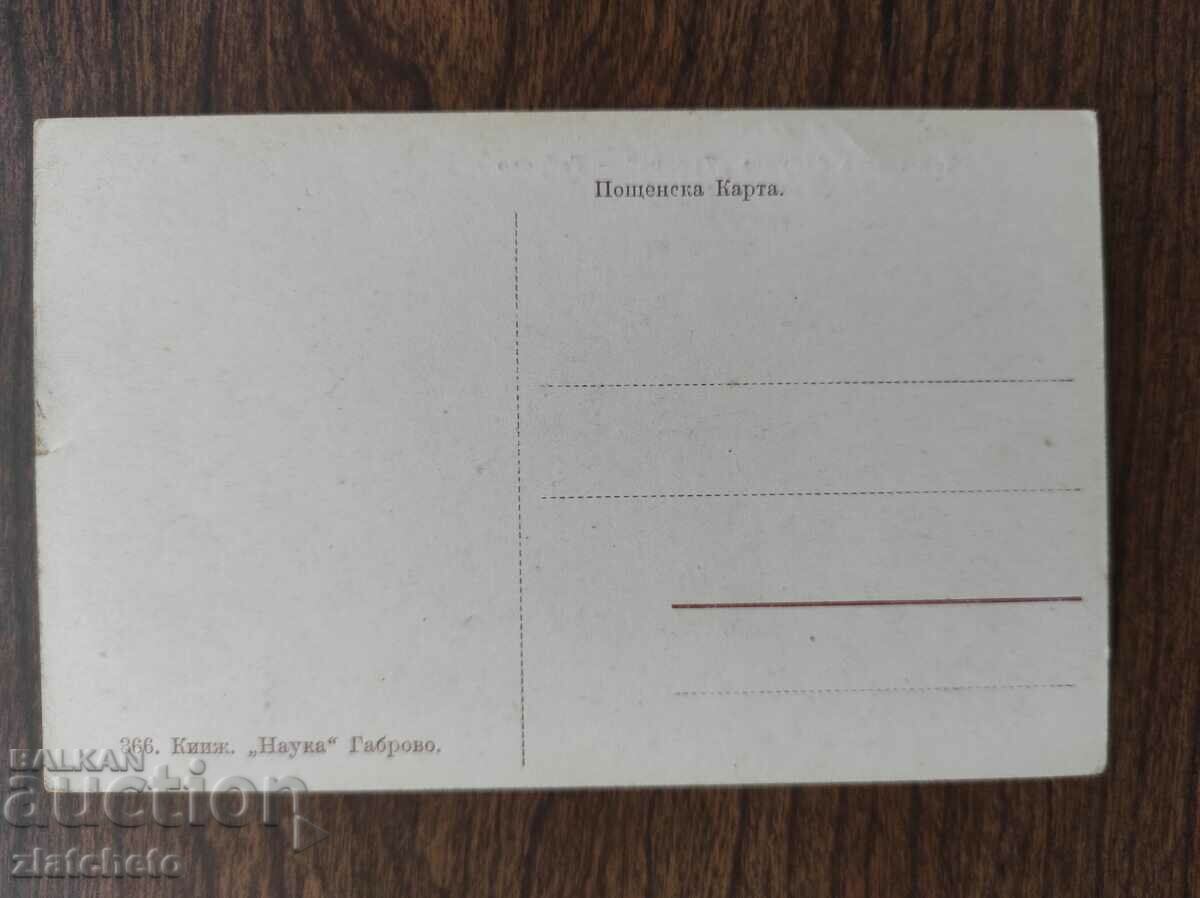 Пощенска Карта.
366. Книж. „Наука“ Габрово.
BALKAN
auction
zlatcheto